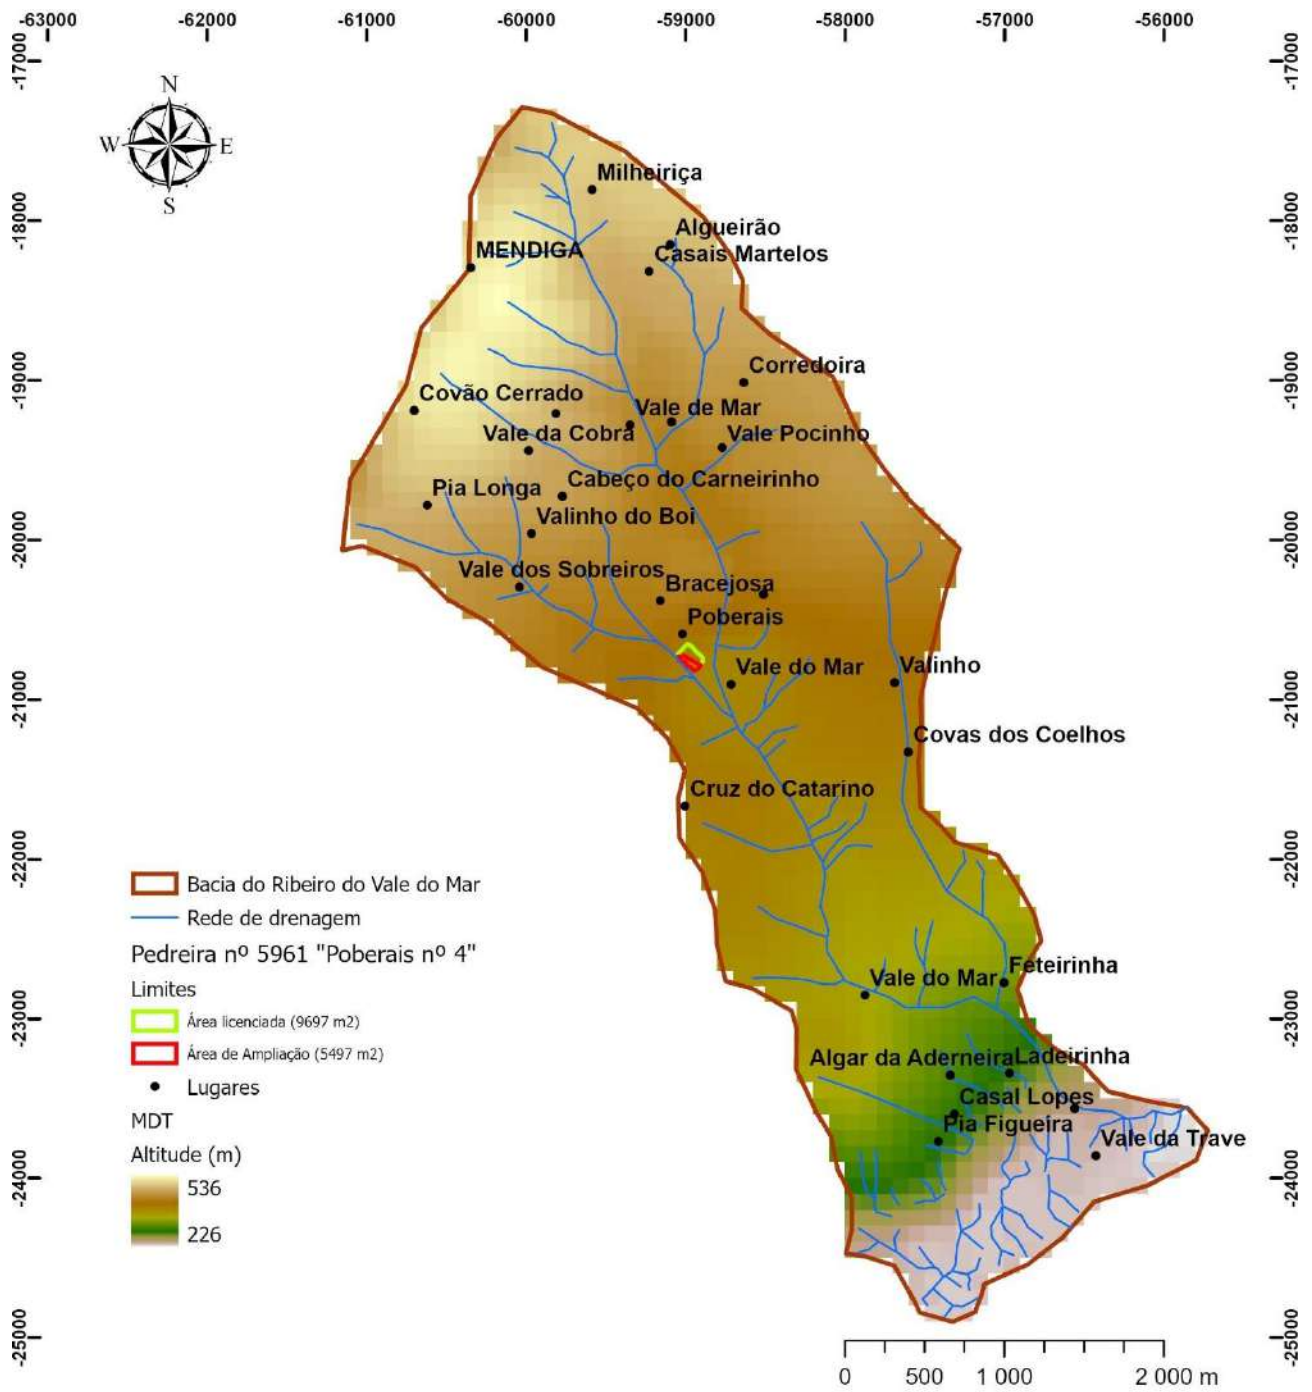 -63000 -62000 -61000 -60000 -59000 -58000 -57000 -56000
-17000
-17000
N
W E
S
Milheiriça
-18000
-18000
Algueirão
MENDIGA
Casais Martelos
-19000
-19000
Corredoira
Covão Cerrado
Vale de Mar
Vale da Cobra
Vale Pocinho
Cabeço do Carneirinho
Pia Longa
Valinho do Boi
-20000
-20000
Vale dos Sobreiros
Bracejosa
Poberais
Vale do Mar
Valinho
-21000
-21000
Covas dos Coelhos
Cruz do Catarino
-22000
-22000
Bacia do Ribeiro do Vale do Mar
Rede de drenagem
Pedreira nº 5961 "Poberais nº 4"
Limites
Área licenciada (9697 m2)
Área de Ampliação (5497 m2)
Lugares
MDT
Altitude (m)
536
226
Feteirinha
Vale do Mar
-23000
-23000
Algar da Aderneira
Ladeirinha
Casal Lopes
Pia Figueira
Vale da Trave
-24000
-24000
-25000
-25000
0 500 1 000 2 000 m